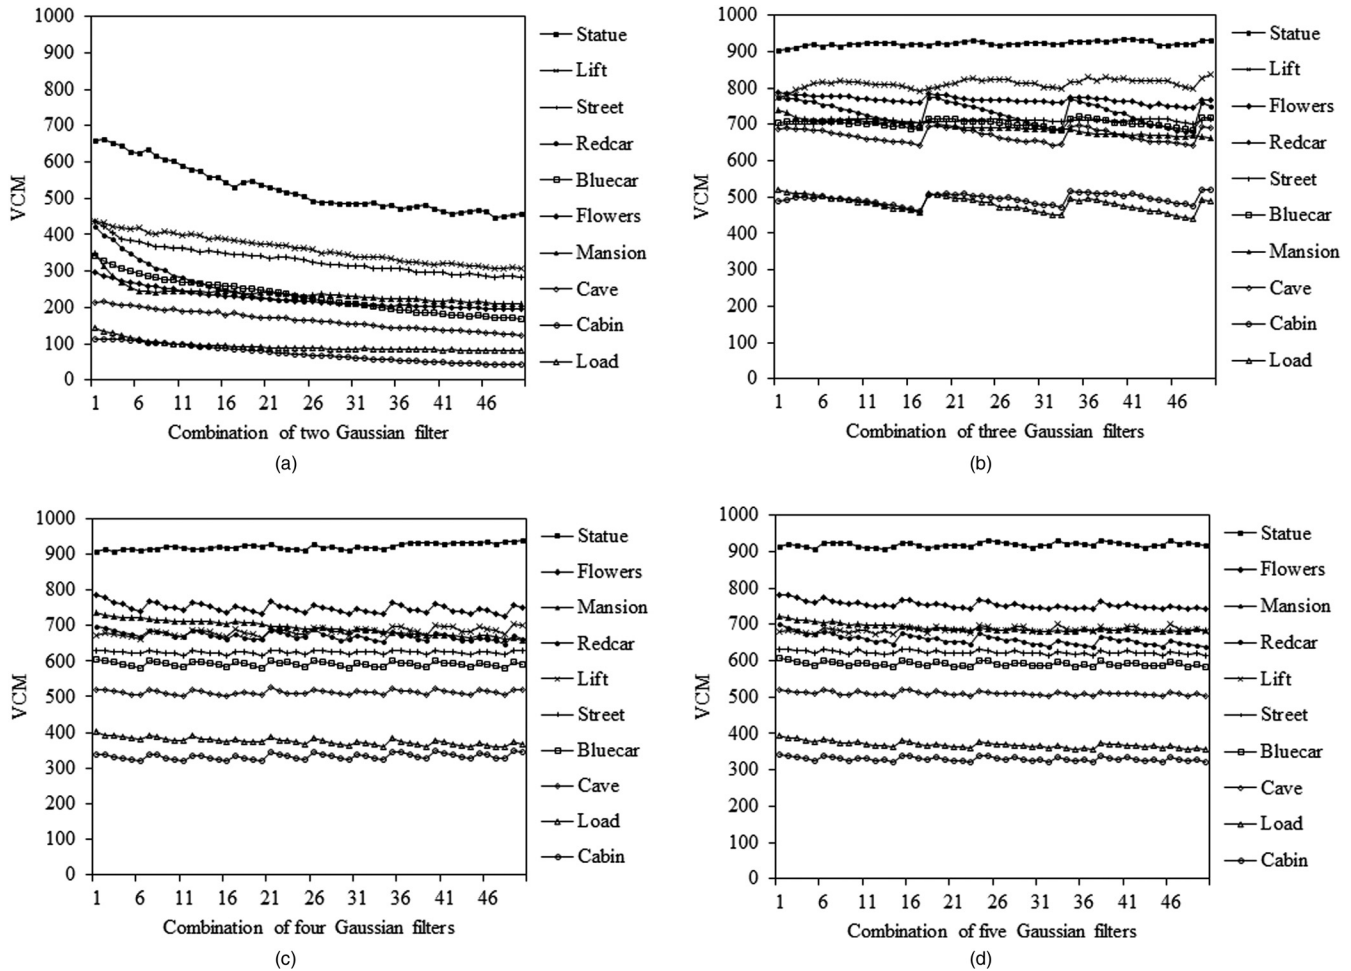 1000
900
800
700
600
500
400
300
200
100
0
VCM
1 6 11 16 21 26 31 36 41 46
Combination of two Gaussian filter
Statue
Lift
Street
Redcar
Bluecar
Flowers
Mansion
Cave
Cabin
Load
(a)
1000
900
800
700
600
500
400
300
200
100
0
VCM
1 6 11 16 21 26 31 36 41 46
Combination of three Gaussian filters
Statue
Lift
Flowers
Redcar
Street
Bluecar
Mansion
Cave
Cabin
Load
(b)
1000
900
800
700
600
500
400
300
200
100
0
VCM
1 6 11 16 21 26 31 36 41 46
Combination of four Gaussian filters
Statue
Flowers
Mansion
Redcar
Lift
Street
Bluecar
Cave
Load
Cabin
(c)
1000
900
800
700
600
500
400
300
200
100
0
VCM
1 6 11 16 21 26 31 36 41 46
Combination of five Gaussian filters
Statue
Flowers
Mansion
Redcar
Lift
Street
Bluecar
Cave
Load
Cabin
(d)